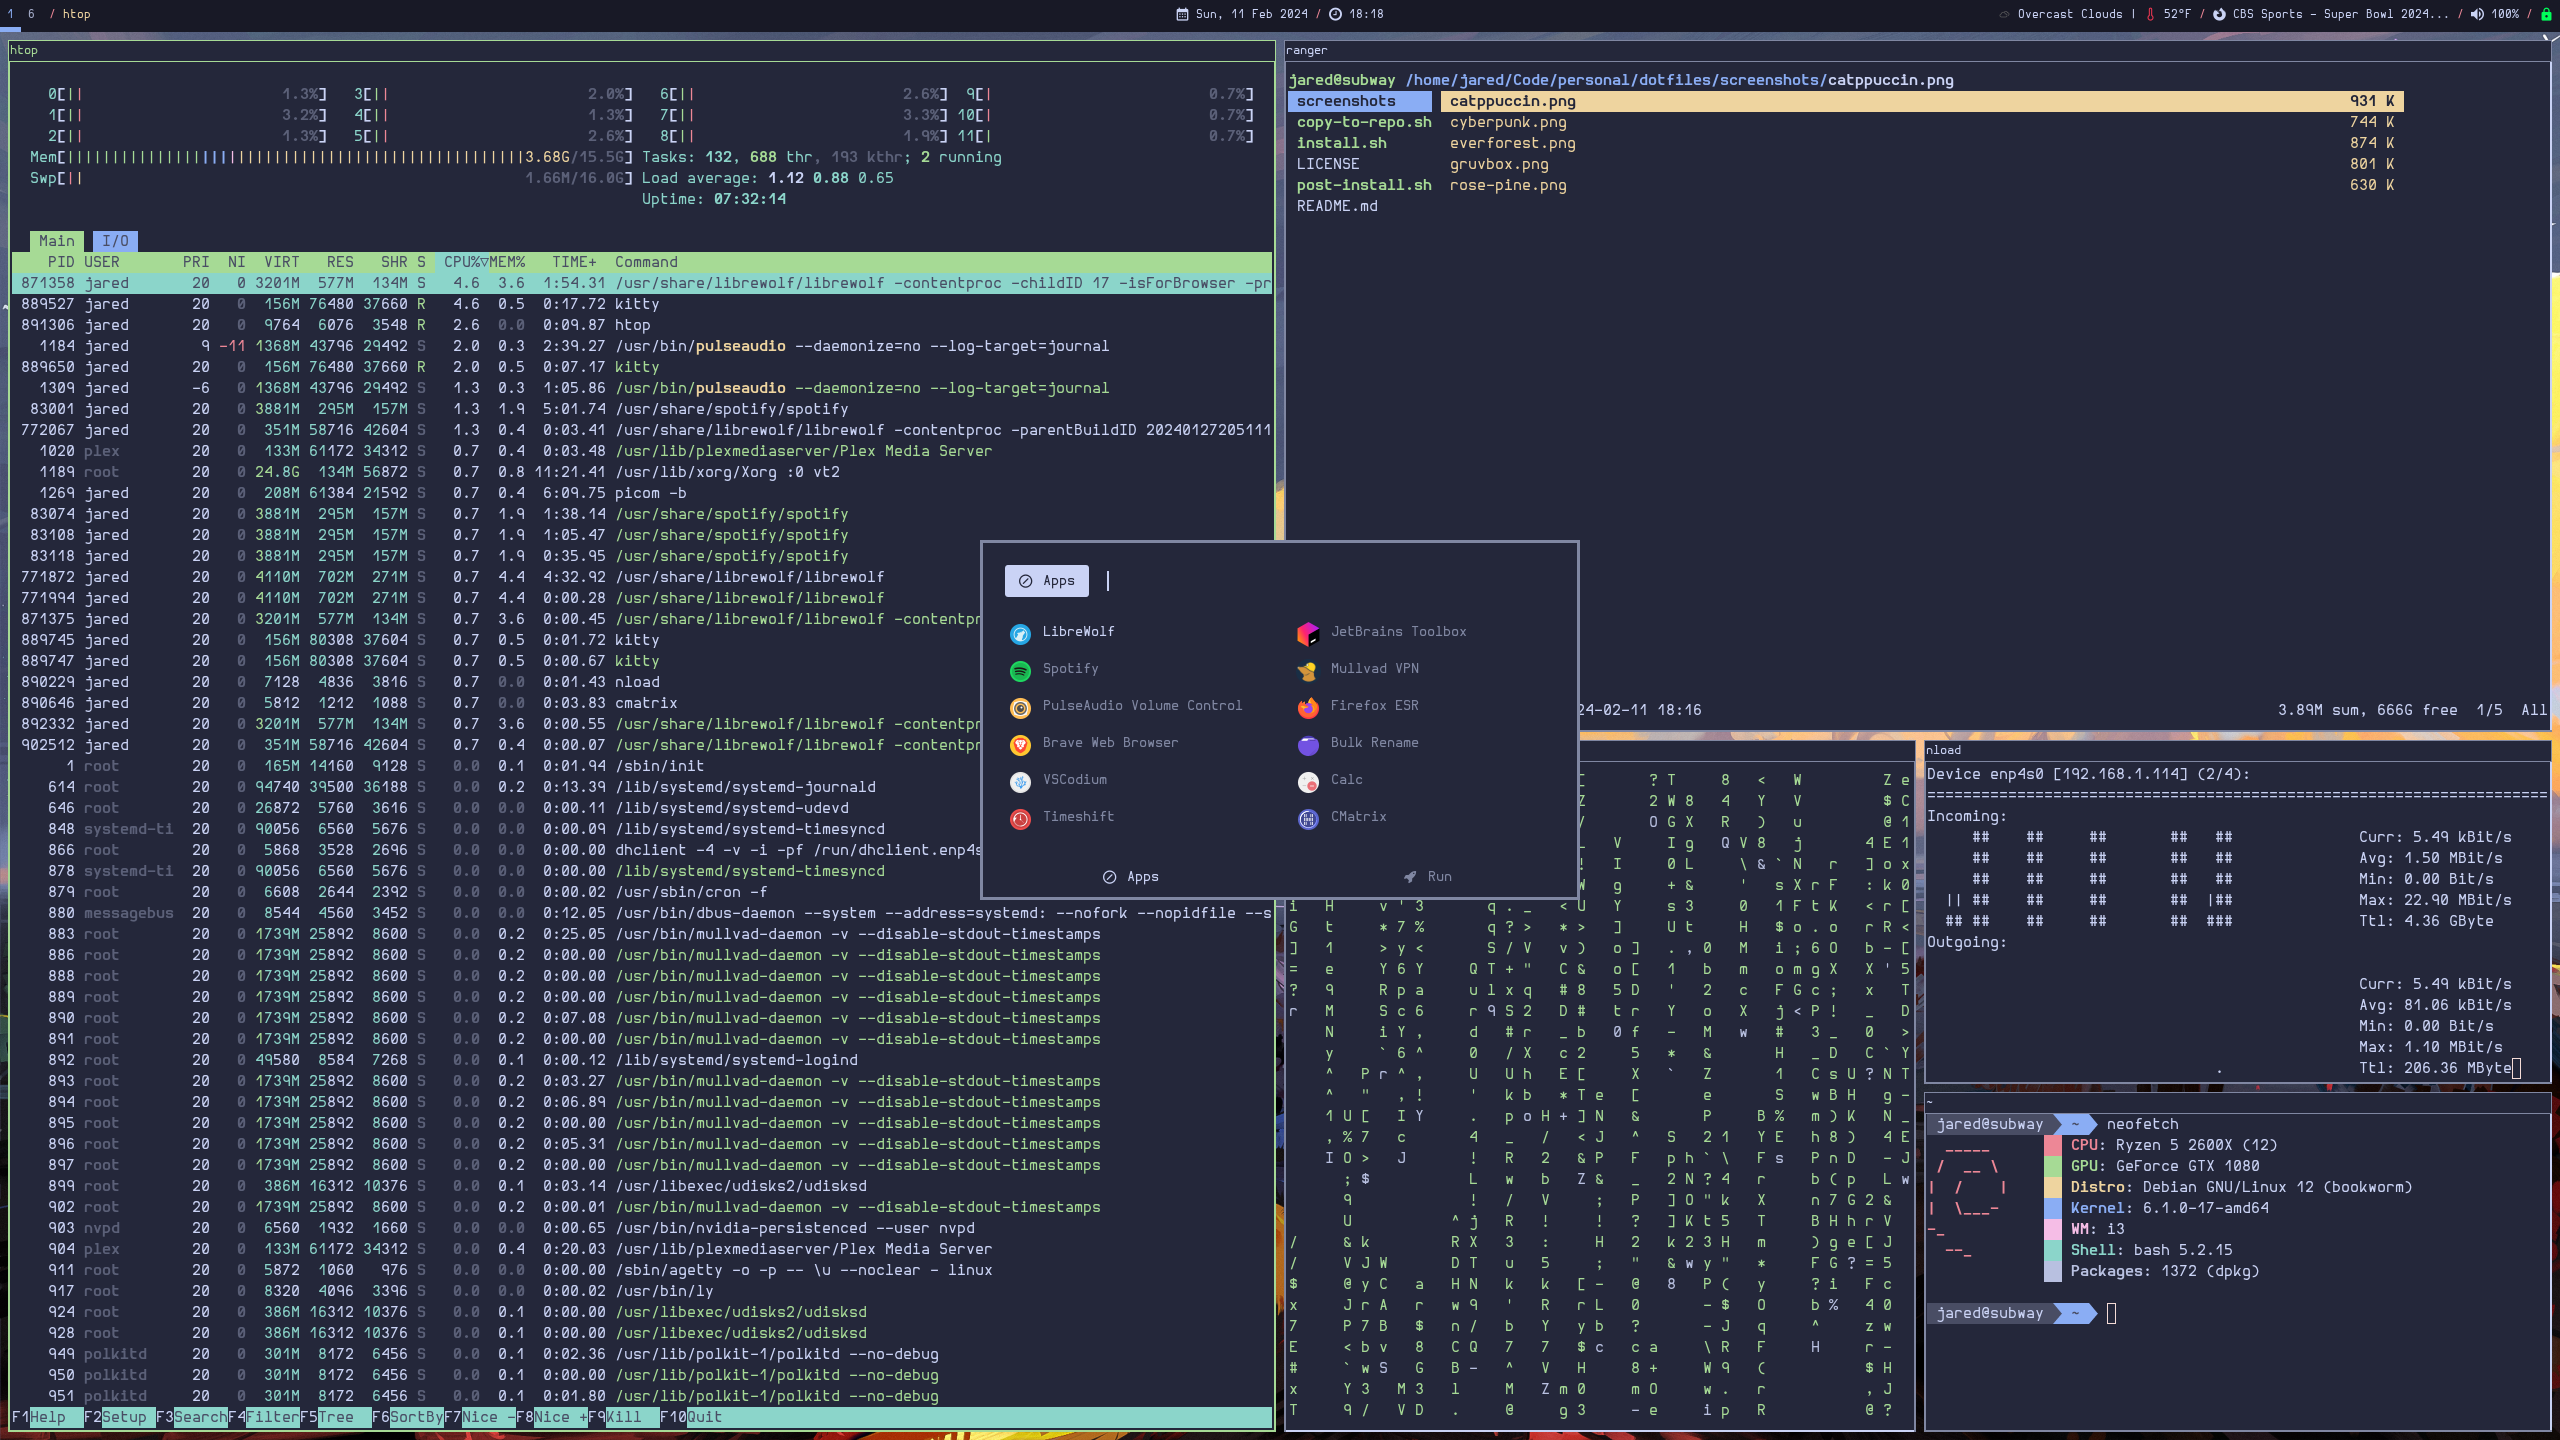 1 6 / htop
Sun, 11 Feb 2024 / 18:18
Overcast Clouds | 52°F / CBS Sports - Super Bowl 2024... / 100% /
htop
0[|| 1.3%] 3[|| 2.0%] 6[|| 2.6%] 9[| 0.7%]
1[|| 3.2%] 4[|| 1.3%] 7[|| 3.3%] 10[| 0.7%]
2[|| 1.3%] 5[|| 2.6%] 8[|| 1.9%] 11[| 0.7%]
Mem[ 3.68G/15.5G] Tasks: 132, 688 thr, 193 kthr; 2 running
Swp[|| 1.66M/16.0G] Load average: 1.12 0.88 0.65
Uptime: 07:32:14
Main I/O
PID USER PRI NI VIRT RES SHR S CPU%▽MEM% TIME+ Command
871358 jared 20 0 3201M 577M 134M S 4.6 3.6 1:54.31 /usr/share/librewolf/librewolf -contentproc -childID 17 -isForBrowser -pr
889527 jared 20 0 156M 76480 37660 R 4.6 0.5 0:17.72 kitty
891306 jared 20 0 9764 6076 3548 R 2.6 0.0 0:09.87 htop
1184 jared 9 -11 1368M 43796 29492 S 2.0 0.3 2:39.27 /usr/bin/pulseaudio --daemonize=no --log-target=journal
889650 jared 20 0 156M 76480 37660 R 2.0 0.5 0:07.17 kitty
1309 jared -6 0 1368M 43796 29492 S 1.3 0.3 1:05.86 /usr/bin/pulseaudio --daemonize=no --log-target=journal
83001 jared 20 0 3881M 295M 157M S 1.3 1.9 5:01.74 /usr/share/spotify/spotify
772067 jared 20 0 351M 58716 42604 S 1.3 0.4 0:03.41 /usr/share/librewolf/librewolf -contentproc -parentBuildID 20240127205111
1020 plex 20 0 133M 61172 34312 S 0.7 0.4 0:03.48 /usr/lib/plexmediaserver/Plex Media Server
1189 root 20 0 24.8G 134M 56872 S 0.7 0.8 11:21.41 /usr/lib/xorg/Xorg :0 vt2
1269 jared 20 0 208M 61384 21592 S 0.7 0.4 6:09.75 picom -b
83074 jared 20 0 3881M 295M 157M S 0.7 1.9 1:38.14 /usr/share/spotify/spotify
83108 jared 20 0 3881M 295M 157M S 0.7 1.9 1:05.47 /usr/share/spotify/spotify
83118 jared 20 0 3881M 295M 157M S 0.7 1.9 0:35.95 /usr/share/spotify/spotify
771872 jared 20 0 4110M 702M 271M S 0.7 4.4 4:32.92 /usr/share/librewolf/librewolf
771994 jared 20 0 4110M 702M 271M S 0.7 4.4 0:00.28 /usr/share/librewolf/librewolf
871375 jared 20 0 3201M 577M 134M S 0.7 3.6 0:00.45 /usr/share/librewolf/librewolf -contentpr
889745 jared 20 0 156M 80308 37604 S 0.7 0.5 0:01.72 kitty
889747 jared 20 0 156M 80308 37604 S 0.7 0.5 0:00.67 kitty
890229 jared 20 0 7128 4836 3816 S 0.7 0.0 0:01.43 nload
890646 jared 20 0 5812 1212 1088 S 0.7 0.0 0:03.83 cmatrix
892332 jared 20 0 3201M 577M 134M S 0.7 3.6 0:00.55 /usr/share/librewolf/librewolf -contentpr
902512 jared 20 0 351M 58716 42604 S 0.7 0.4 0:00.07 /usr/share/librewolf/librewolf -contentpr
1 root 20 0 165M 14160 9128 S 0.0 0.1 0:01.94 /sbin/init
614 root 20 0 94740 39500 36188 S 0.0 0.2 0:13.39 /lib/systemd/systemd-journald
646 root 20 0 26872 5760 3616 S 0.0 0.0 0:00.11 /lib/systemd/systemd-udevd
848 systemd-ti 20 0 90056 6560 5676 S 0.0 0.0 0:00.09 /lib/systemd/systemd-timesyncd
866 root 20 0 5868 3528 2696 S 0.0 0.0 0:00.00 dhclient -4 -v -i -pf /run/dhclient.enp4s
878 systemd-ti 20 0 90056 6560 5676 S 0.0 0.0 0:00.00 /lib/systemd/systemd-timesyncd
879 root 20 0 6608 2644 2392 S 0.0 0.0 0:00.02 /usr/sbin/cron -f
880 messagebus 20 0 8544 4560 3452 S 0.0 0.0 0:12.05 /usr/bin/dbus-daemon --system --address=systemd: --nofork --nopidfile --s
883 root 20 0 1739M 25892 8600 S 0.0 0.2 0:25.05 /usr/bin/mullvad-daemon -v --disable-stdout-timestamps
886 root 20 0 1739M 25892 8600 S 0.0 0.2 0:00.00 /usr/bin/mullvad-daemon -v --disable-stdout-timestamps
888 root 20 0 1739M 25892 8600 S 0.0 0.2 0:00.00 /usr/bin/mullvad-daemon -v --disable-stdout-timestamps
889 root 20 0 1739M 25892 8600 S 0.0 0.2 0:00.00 /usr/bin/mullvad-daemon -v --disable-stdout-timestamps
890 root 20 0 1739M 25892 8600 S 0.0 0.2 0:07.08 /usr/bin/mullvad-daemon -v --disable-stdout-timestamps
891 root 20 0 1739M 25892 8600 S 0.0 0.2 0:00.00 /usr/bin/mullvad-daemon -v --disable-stdout-timestamps
892 root 20 0 49580 8584 7268 S 0.0 0.1 0:00.12 /lib/systemd/systemd-logind
893 root 20 0 1739M 25892 8600 S 0.0 0.2 0:03.27 /usr/bin/mullvad-daemon -v --disable-stdout-timestamps
894 root 20 0 1739M 25892 8600 S 0.0 0.2 0:06.89 /usr/bin/mullvad-daemon -v --disable-stdout-timestamps
895 root 20 0 1739M 25892 8600 S 0.0 0.2 0:00.00 /usr/bin/mullvad-daemon -v --disable-stdout-timestamps
896 root 20 0 1739M 25892 8600 S 0.0 0.2 0:05.31 /usr/bin/mullvad-daemon -v --disable-stdout-timestamps
897 root 20 0 1739M 25892 8600 S 0.0 0.2 0:00.00 /usr/bin/mullvad-daemon -v --disable-stdout-timestamps
899 root 20 0 386M 16312 10376 S 0.0 0.1 0:03.14 /usr/libexec/udisks2/udisksd
902 root 20 0 1739M 25892 8600 S 0.0 0.2 0:00.01 /usr/bin/mullvad-daemon -v --disable-stdout-timestamps
903 nvpd 20 0 6560 1932 1660 S 0.0 0.0 0:00.65 /usr/bin/nvidia-persistenced --user nvpd
904 plex 20 0 133M 61172 34312 S 0.0 0.4 0:20.03 /usr/lib/plexmediaserver/Plex Media Server
911 root 20 0 5872 1060 976 S 0.0 0.0 0:00.00 /sbin/agetty -o -p -- \u --noclear - linux
917 root 20 0 8320 4096 3396 S 0.0 0.0 0:00.02 /usr/bin/ly
924 root 20 0 386M 16312 10376 S 0.0 0.1 0:00.00 /usr/libexec/udisks2/udisksd
928 root 20 0 386M 16312 10376 S 0.0 0.1 0:00.00 /usr/libexec/udisks2/udisksd
949 polkitd 20 0 301M 8172 6456 S 0.0 0.1 0:02.36 /usr/lib/polkit-1/polkitd --no-debug
950 polkitd 20 0 301M 8172 6456 S 0.0 0.1 0:00.00 /usr/lib/polkit-1/polkitd --no-debug
951 polkitd 20 0 301M 8172 6456 S 0.0 0.1 0:01.80 /usr/lib/polkit-1/polkitd --no-debug
F1Help F2Setup F3SearchF4FilterF5Tree F6SortByF7Nice -F8Nice +F9Kill F10Quit
ranger
jared@subway /home/jared/Code/personal/dotfiles/screenshots/catppuccin.png
screenshots catppuccin.png 931 K
copy-to-repo.sh cyberpunk.png 744 K
install.sh everforest.png 874 K
LICENSE gruvbox.png 801 K
post-install.sh rose-pine.png 630 K
README.md
24-02-11 18:16 3.89M sum, 666G free 1/5 All
Apps
LibreWolf JetBrains Toolbox
Spotify Mullvad VPN
PulseAudio Volume Control Firefox ESR
Brave Web Browser Bulk Rename
VSCodium Calc
Timeshift CMatrix
Apps Run
nload
Device enp4s0 [192.168.1.114] (2/4):
Incoming:
## ## ## ## ## Curr: 5.49 kBit/s
## ## ## ## ## Avg: 1.50 MBit/s
## ## ## ## ## Min: 0.00 Bit/s
|| ## ## ## ## |## Max: 22.90 MBit/s
## ## ## ## ## ### Ttl: 4.36 GByte
Outgoing:
Curr: 5.49 kBit/s
Avg: 81.06 kBit/s
Min: 0.00 Bit/s
Max: 1.10 MBit/s
. Ttl: 206.36 MByte
~
jared@subway ~ neofetch
CPU: Ryzen 5 2600X (12)
GPU: GeForce GTX 1080
Distro: Debian GNU/Linux 12 (bookworm)
Kernel: 6.1.0-17-amd64
WM: i3
Shell: bash 5.2.15
Packages: 1372 (dpkg)
jared@subway ~